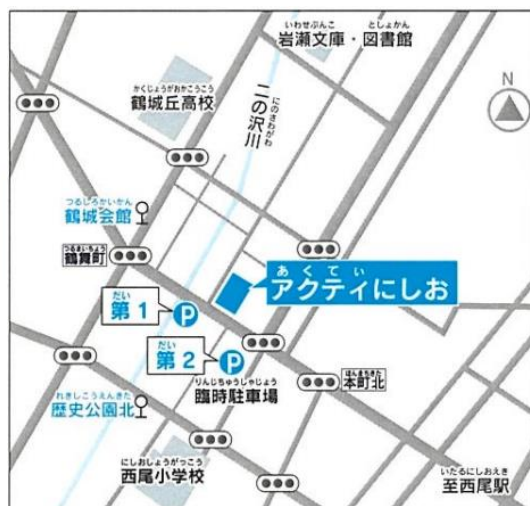 いわせぶんこ としょかん
岩瀬文庫・図書館
かくじょうがおかこうこう
鶴城丘高校
にのさわがわ
二の沢川
N
つるしろかいかん
鶴城会館
つるまいちょう
鶴舞町
あくてぃ
アクティにしお
だい
第1
P
だい
第2
P
りんじちゅうしゃじょう
臨時駐車場
ほんまちきた
本町北
れきしこうえんきた
歴史公園北
にしおしょうがっこう
西尾小学校
いたるにしおえき
至西尾駅